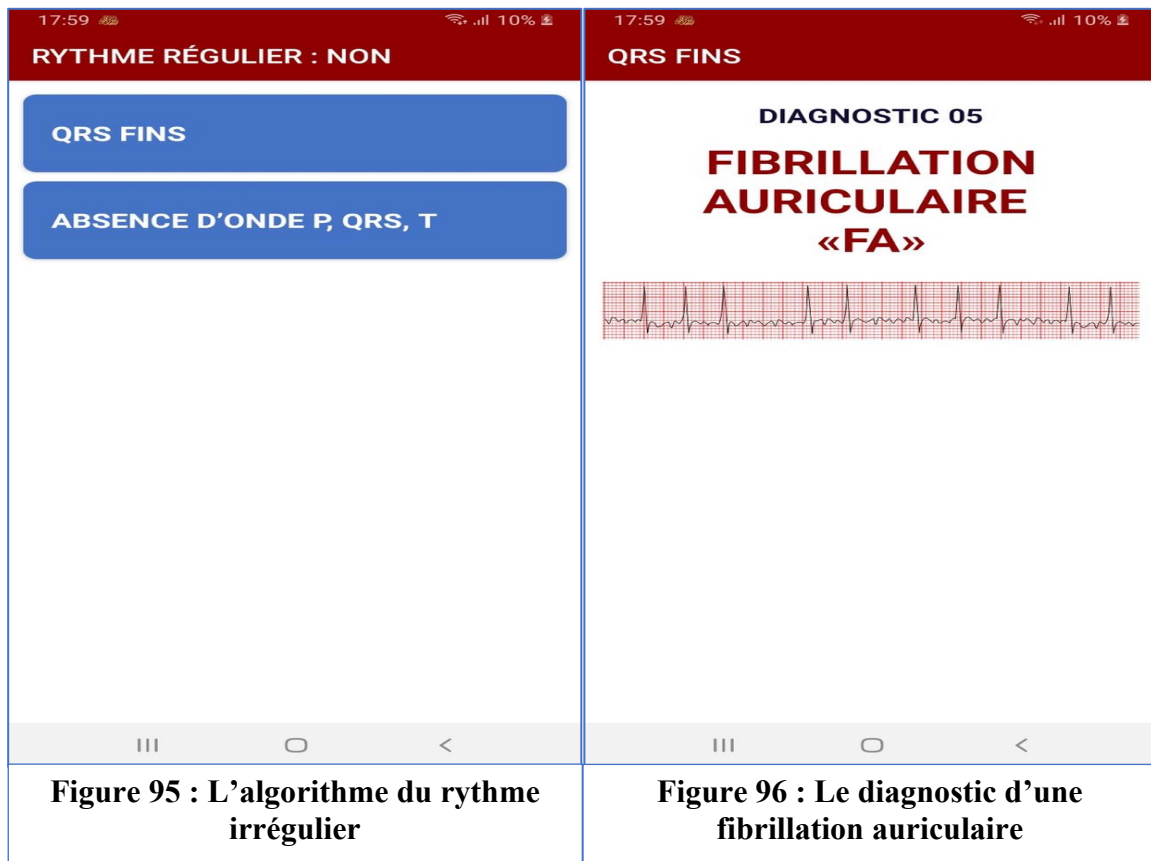 17:59 10%
RYTHME RÉGULIER : NON
QRS FINS
ABSENCE D’ONDE P, QRS, T
Figure 95 : L’algorithme du rythme
irrégulier
17:59 10%
QRS FINS
DIAGNOSTIC 05
FIBRILLATION
AURICULAIRE
«FA»
Figure 96 : Le diagnostic d’une
fibrillation auriculaire